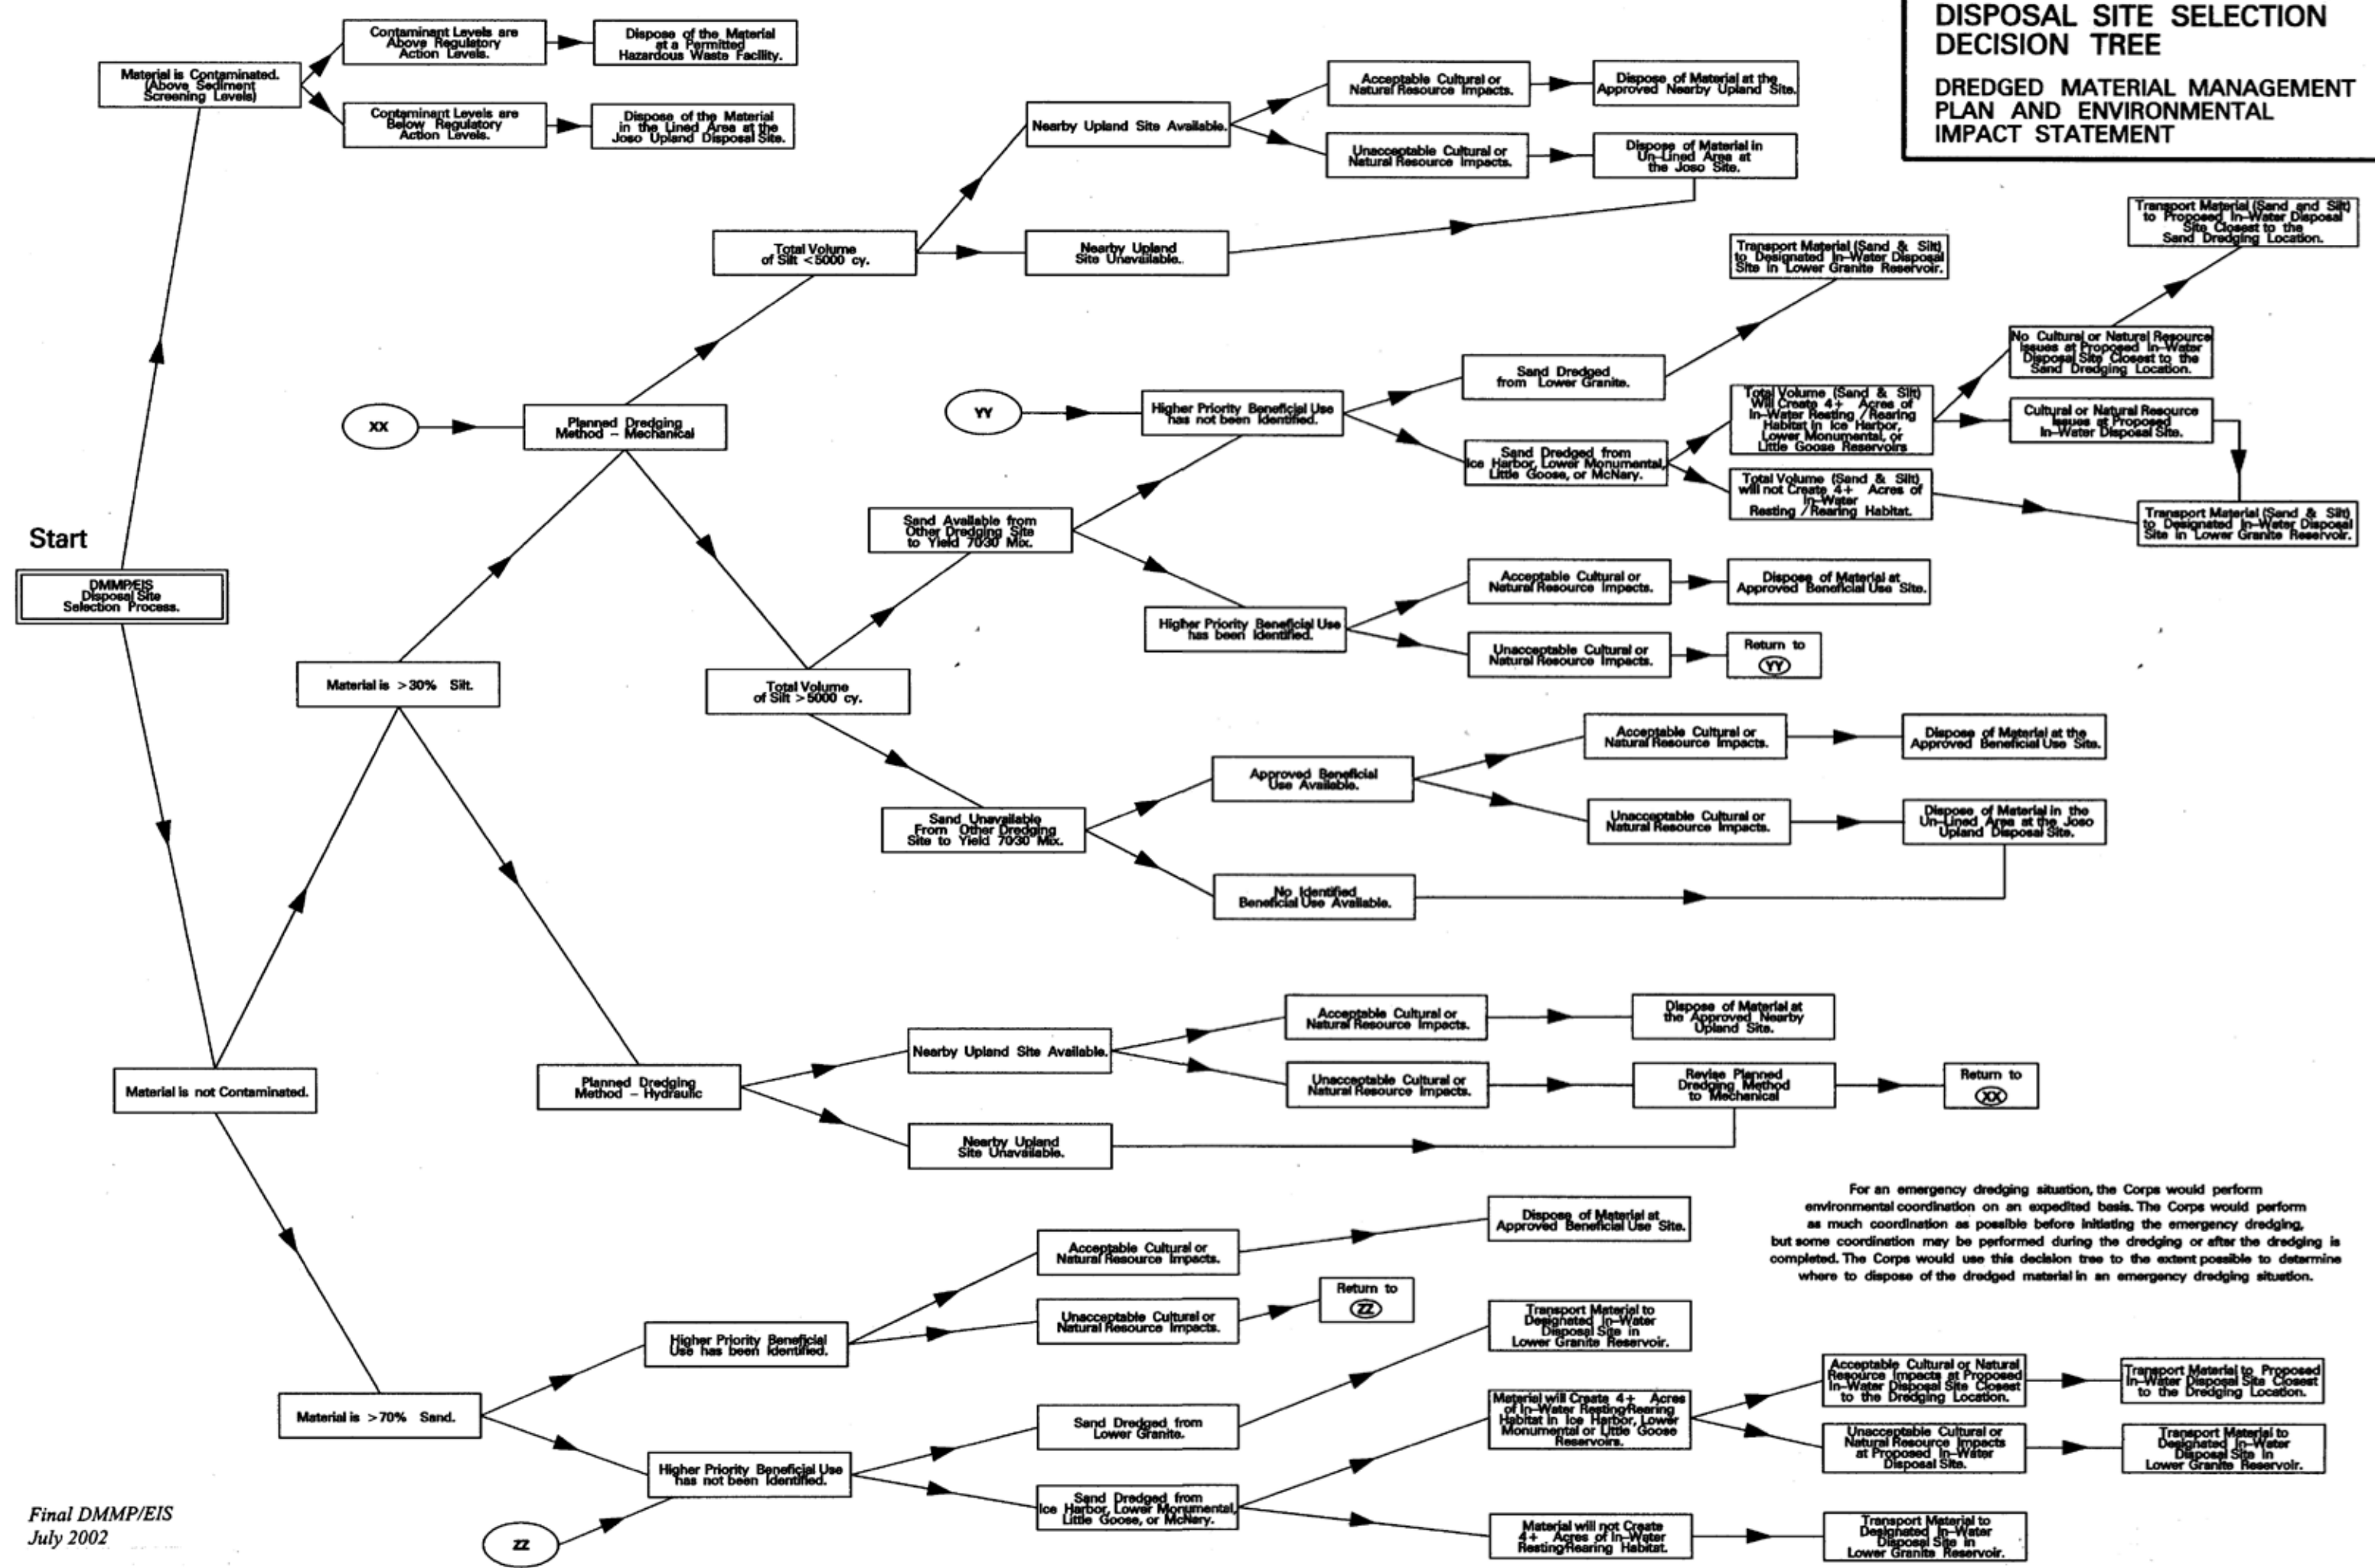 DISPOSAL SITE SELECTION
DECISION TREE
DREDGED MATERIAL MANAGEMENT
PLAN AND ENVIRONMENTAL
IMPACT STATEMENT
Contaminant Levels are
Above Regulatory
Action Levels.
Dispose of the Material
at a Permitted
Hazardous Waste Facility.
Material is Contaminated.
(Above Sediment
Screening Levels)
Contaminant Levels are
Below Regulatory
Action Levels.
Dispose of the Material
in the Lined Area at the
Joso Upland Disposal Site.
Nearby Upland Site Available.
Acceptable Cultural or
Natural Resource Impacts.
Dispose of Material at the
Approved Nearby Upland Site.
Unacceptable Cultural or
Natural Resource Impacts.
Dispose of Material in
Un-Lined Area at
the Joso Site.
Total Volume
of Silt <5000 cy.
Nearby Upland
Site Unavailable.
Transport Material (Sand & Silt)
to Designated In-Water Disposal
Site in Lower Granite Reservoir.
Transport Material (Sand and Silt)
to Proposed In-Water Disposal
Site Closest to the
Sand Dredging Location.
XX
Planned Dredging
Method - Mechanical
YY
Higher Priority Beneficial Use
has not been Identified.
Sand Dredged
from Lower Granite.
Sand Dredged from
Ice Harbor, Lower Monumental,
Little Goose, or McNary.
Total Volume (Sand & Silt)
Will Create 4+ Acres of
In-Water Resting/Rearing
Habitat in Ice Harbor,
Lower Monumental, or
Little Goose Reservoirs
No Cultural or Natural Resource
Issues at Proposed In-Water
Disposal Site Closest to the
Sand Dredging Location.
Cultural or Natural Resource
Issues at Proposed
In-Water Disposal Site.
Total Volume (Sand & Silt)
will not Create 4+ Acres of
In-Water
Resting/Rearing Habitat.
Transport Material (Sand & Silt)
to Designated In-Water Disposal
Site in Lower Granite Reservoir.
Start
DMMP/EIS
Disposal Site
Selection Process.
Sand Available from
Other Dredging Site
to Yield 70/30 Mix.
Higher Priority Beneficial Use
has been Identified.
Acceptable Cultural or
Natural Resource Impacts.
Dispose of Material at
Approved Beneficial Use Site.
Unacceptable Cultural or
Natural Resource Impacts.
Return to
YY
Material is >30% Silt.
Total Volume
of Silt >5000 cy.
Sand Unavailable
From Other Dredging
Site to Yield 70/30 Mix.
Approved Beneficial
Use Available.
Acceptable Cultural or
Natural Resource Impacts.
Dispose of Material at the
Approved Beneficial Use Site.
Unacceptable Cultural or
Natural Resource Impacts.
Dispose of Material in the
Un-Lined Area at the Joso
Upland Disposal Site.
No Identified
Beneficial Use Available.
Material is not Contaminated.
Planned Dredging
Method - Hydraulic
Nearby Upland Site Available.
Acceptable Cultural or
Natural Resource Impacts.
Dispose of Material at
the Approved Nearby
Upland Site.
Unacceptable Cultural or
Natural Resource Impacts.
Revise Planned
Dredging Method
to Mechanical
Return to
XX
Nearby Upland
Site Unavailable.
For an emergency dredging situation, the Corps would perform
environmental coordination on an expedited basis. The Corps would perform
as much coordination as possible before initiating the emergency dredging,
but some coordination may be performed during the dredging or after the dredging is
completed. The Corps would use this decision tree to the extent possible to determine
where to dispose of the dredged material in an emergency dredging situation.
Material is >70% Sand.
Higher Priority Beneficial
Use has been Identified.
Acceptable Cultural or
Natural Resource Impacts.
Dispose of Material at
Approved Beneficial Use Site.
Unacceptable Cultural or
Natural Resource Impacts.
Return to
ZZ
Higher Priority Beneficial Use
has not been Identified.
ZZ
Sand Dredged from
Lower Granite.
Transport Material to
Designated In-Water
Disposal Site in
Lower Granite Reservoir.
Sand Dredged from
Ice Harbor, Lower Monumental,
Little Goose, or McNary.
Material will Create 4+ Acres
of In-Water Resting/Rearing
Habitat in Ice Harbor, Lower
Monumental or Little Goose
Reservoirs.
Acceptable Cultural or Natural
Resource Impacts at Proposed
In-Water Disposal Site Closest
to the Dredging Location.
Transport Material to Proposed
In-Water Disposal Site Closest
to the Dredging Location.
Unacceptable Cultural or
Natural Resource Impacts
at Proposed In-Water
Disposal Site.
Transport Material to
Designated In-Water
Disposal Site in
Lower Granite Reservoir.
Material will not Create
4+ Acres of In-Water
Resting/Rearing Habitat.
Transport Material to
Designated In-Water
Disposal Site in
Lower Granite Reservoir.
Final DMMP/EIS
July 2002